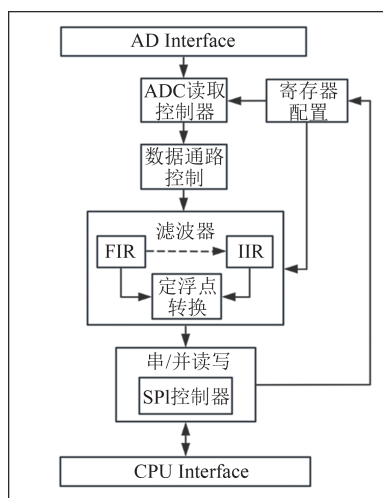 AD Interface
ADC读取
控制器
寄存器
配置
数据通路
控制
滤波器
FIR
IIR
定浮点
转换
串/并读写
SPl控制器
CPU Interface